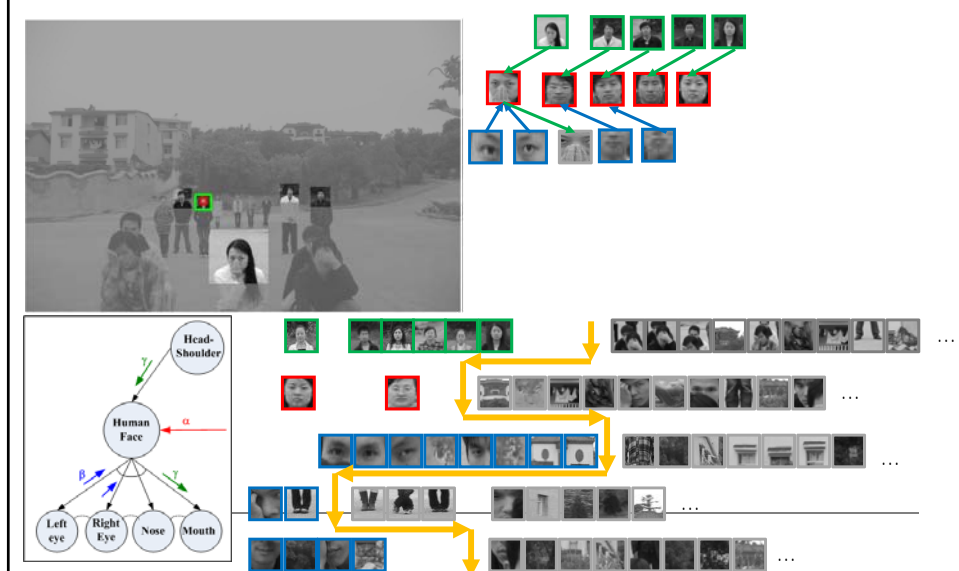 Head-
Shoulder
γ
Human
Face
α
β
γ
Left
eye
Right
Eye
Nose
Mouth
...
...
...
...
...